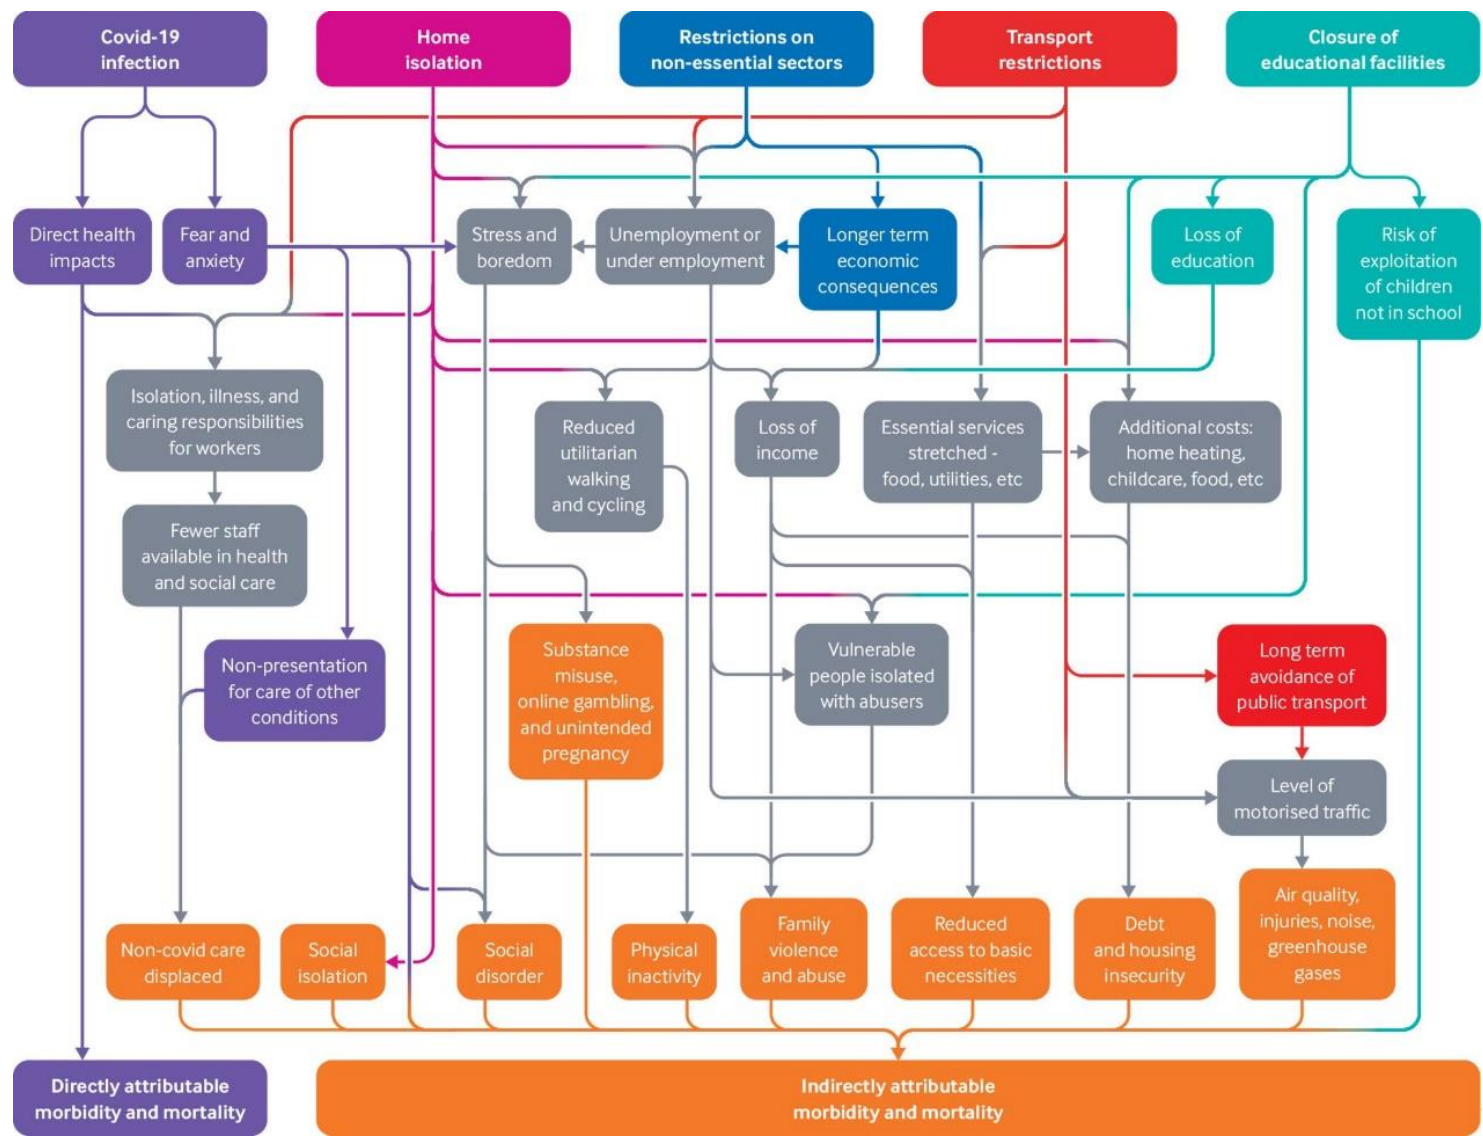 Covid-19
infection
Home
isolation
Restrictions on
non-essential sectors
Transport
restrictions
Closure of
educational facilities
Direct health
impacts
Fear and
anxiety
Stress and
boredom
Unemployment or
under employment
Longer term
economic
consequences
Loss of
education
Risk of
exploitation
of children
not in school
Isolation, illness, and
caring responsibilities
for workers
Reduced
utilitarian
walking
and cycling
Loss of
income
Essential services
stretched -
food, utilities, etc
Additional costs:
home heating,
childcare, food, etc
Fewer staff
available in health
and social care
Non-presentation
for care of other
conditions
Substance
misuse,
online gambling,
and unintended
pregnancy
Vulnerable
people isolated
with abusers
Long term
avoidance of
public transport
Level of
motorised traffic
Non-covid care
displaced
Social
isolation
Social
disorder
Physical
inactivity
Family
violence
and abuse
Reduced
access to basic
necessities
Debt
and housing
insecurity
Air quality,
injuries, noise,
greenhouse
gases
Directly attributable
morbidity and mortality
Indirectly attributable
morbidity and mortality